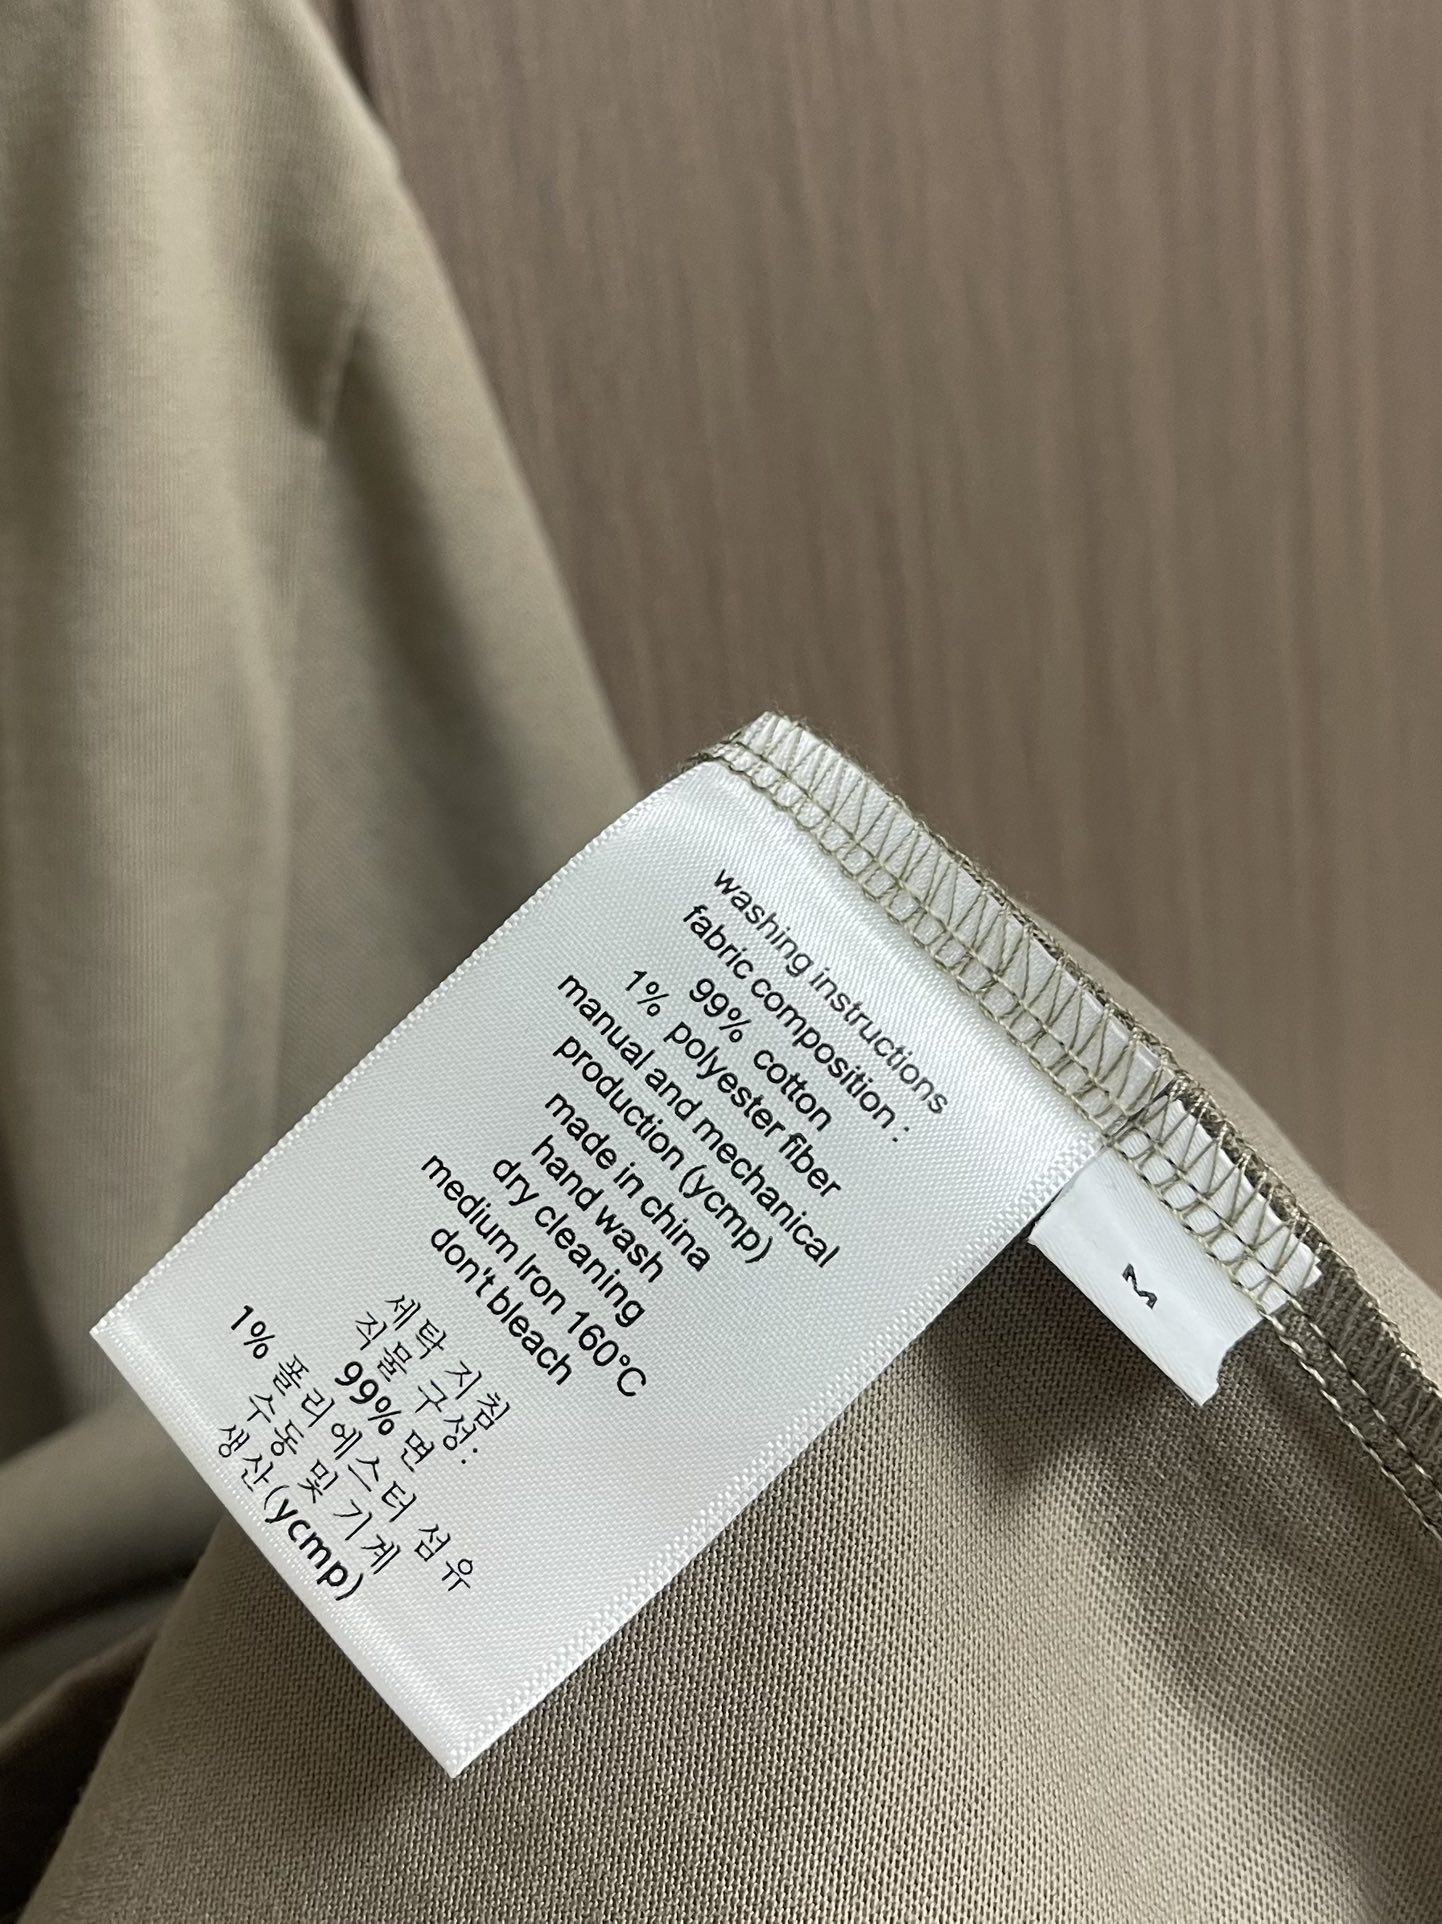 washing instructions
fabric composition :
99% cotton
1% polyester fiber
manual and mechanical
production (ycmp)
made in china
hand wash
dry cleaning
medium Iron 160°C
don't bleach
세탁 지침
직물 구성:
99% 면
1% 폴리에스터 섬유
수동 및 기계
생산(ycmp)
M